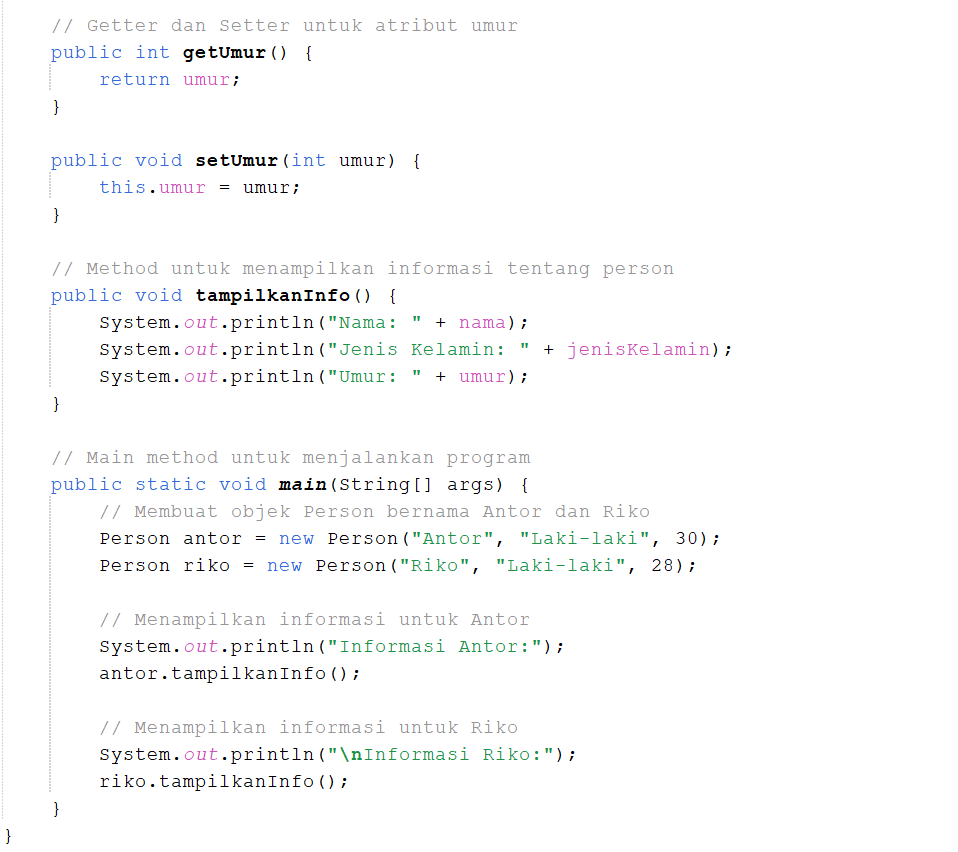 // Getter dan Setter untuk atribut umur
public int getUmur() {
return umur;
}
public void setUmur(int umur) {
this.umur = umur;
}
// Method untuk menampilkan informasi tentang person
public void tampilkanInfo() {
System.out.println("Nama: " + nama);
System.out.println("Jenis Kelamin: " + jenisKelamin);
System.out.println("Umur: " + umur);
}
// Main method untuk menjalankan program
public static void main(String[] args) {
// Membuat objek Person bernama Antor dan Riko
Person antor = new Person("Antor", "Laki-laki", 30);
Person riko = new Person("Riko", "Laki-laki", 28);
// Menampilkan informasi untuk Antor
System.out.println("Informasi Antor:");
antor.tampilkanInfo();
// Menampilkan informasi untuk Riko
System.out.println("\nInformasi Riko:");
riko.tampilkanInfo();
}
}